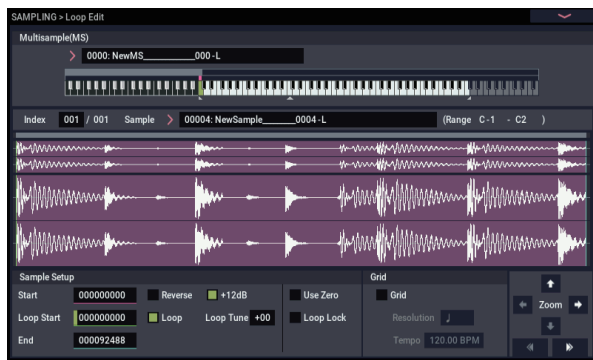 SAMPLING > Loop Edit
Multisample(MS)
0000: NewMS_________000-L
Index 001 / 001 Sample 00004: NewSample______0004-L (Range C-1 - C2 )
Sample Setup Grid
Start 000000000 Reverse +12dB Use Zero Grid
Loop Start 000000000 Loop Loop Tune +00 Loop Lock Resolution ♩ Zoom
End 000092488 Tempo 120.00 BPM